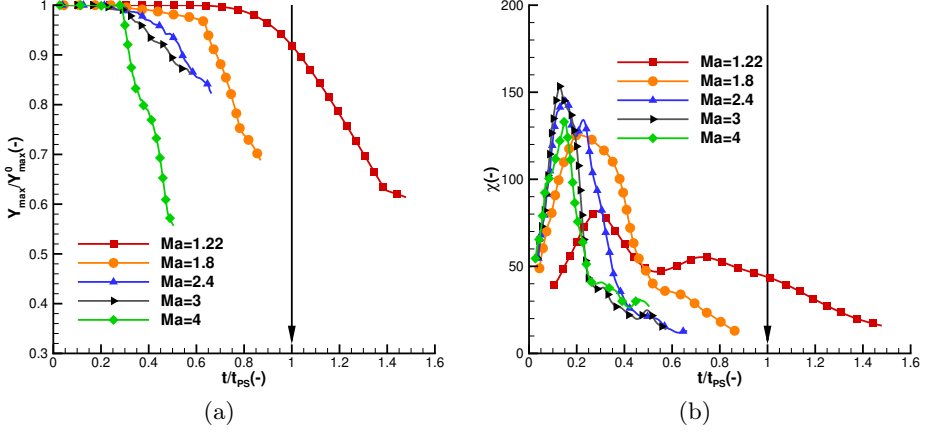 1
0.9
0.8
0.7
0.6
0.5
0.4
0.3
Y_max/Y^0_max(-)
0 0.2 0.4 0.6 0.8 1 1.2 1.4 1.6
t/t_PS(-)
Ma=1.22
Ma=1.8
Ma=2.4
Ma=3
Ma=4
(a)
200
150
100
50
0
χ(-)
0 0.2 0.4 0.6 0.8 1 1.2 1.4 1.6
t/t_PS(-)
Ma=1.22
Ma=1.8
Ma=2.4
Ma=3
Ma=4
(b)